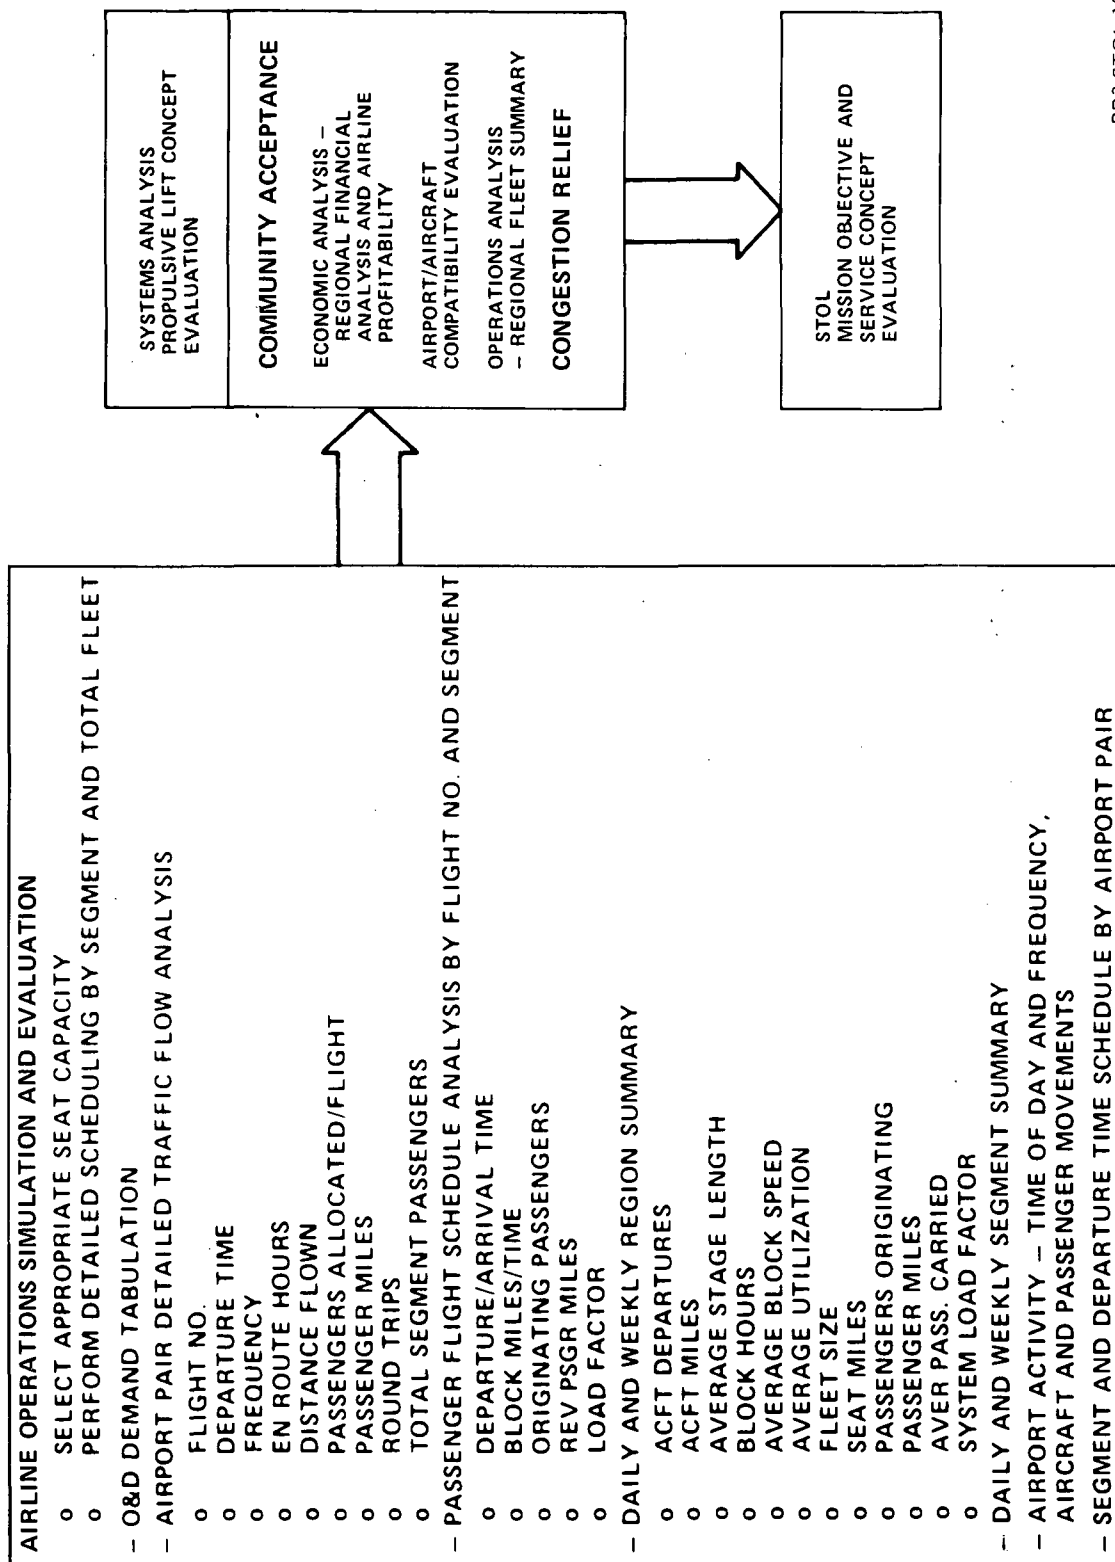 AIRLINE OPERATIONS SIMULATION AND EVALUATION
o SELECT APPROPRIATE SEAT CAPACITY
o PERFORM DETAILED SCHEDULING BY SEGMENT AND TOTAL FLEET
– O&D DEMAND TABULATION
– AIRPORT PAIR DETAILED TRAFFIC FLOW ANALYSIS
o FLIGHT NO.
o DEPARTURE TIME
o FREQUENCY
o EN ROUTE HOURS
o DISTANCE FLOWN
o PASSENGERS ALLOCATED/FLIGHT
o PASSENGER MILES
o ROUND TRIPS
o TOTAL SEGMENT PASSENGERS
– PASSENGER FLIGHT SCHEDULE ANALYSIS BY FLIGHT NO. AND SEGMENT
o DEPARTURE/ARRIVAL TIME
o BLOCK MILES/TIME
o ORIGINATING PASSENGERS
o REV PSGR MILES
o LOAD FACTOR
– DAILY AND WEEKLY REGION SUMMARY
o ACFT DEPARTURES
o ACFT MILES
o AVERAGE STAGE LENGTH
o BLOCK HOURS
o AVERAGE BLOCK SPEED
o AVERAGE UTILIZATION
o FLEET SIZE
o SEAT MILES
o PASSENGERS ORIGINATING
o PASSENGER MILES
o AVER PASS. CARRIED
o SYSTEM LOAD FACTOR
– DAILY AND WEEKLY SEGMENT SUMMARY
– AIRPORT ACTIVITY – TIME OF DAY AND FREQUENCY,
AIRCRAFT AND PASSENGER MOVEMENTS
– SEGMENT AND DEPARTURE TIME SCHEDULE BY AIRPORT PAIR
SYSTEMS ANALYSIS
PROPULSIVE LIFT CONCEPT
EVALUATION
COMMUNITY ACCEPTANCE
ECONOMIC ANALYSIS –
REGIONAL FINANCIAL
ANALYSIS AND AIRLINE
PROFITABILITY
AIRPORT/AIRCRAFT
COMPATIBILITY EVALUATION
OPERATIONS ANALYSIS
– REGIONAL FLEET SUMMARY
CONGESTION RELIEF
STOL
MISSION OBJECTIVE AND
SERVICE CONCEPT
EVALUATION